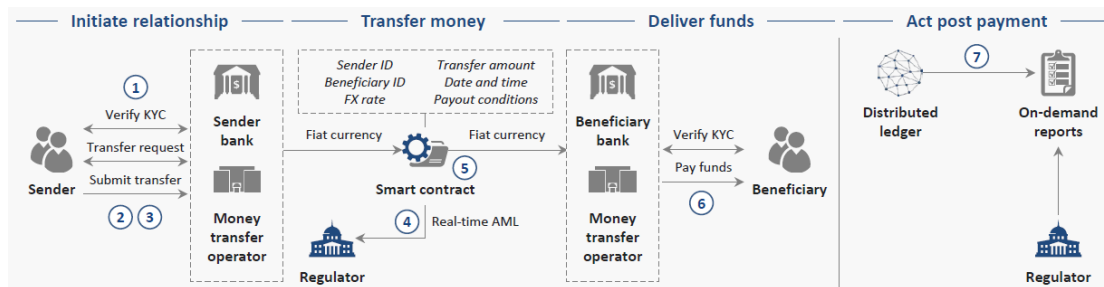 Initiate relationship
Transfer money
Deliver funds
Act post payment
1
Verify KYC
Transfer request
Submit transfer
Sender
2 3
Sender
bank
Money
transfer
operator
Sender ID
Beneficiary ID
FX rate
Transfer amount
Date and time
Payout conditions
Fiat currency
Fiat currency
5
Smart contract
4
Real-time AML
Regulator
Beneficiary
bank
Money
transfer
operator
Verify KYC
Pay funds
6
Beneficiary
7
Distributed
ledger
On-demand
reports
Regulator